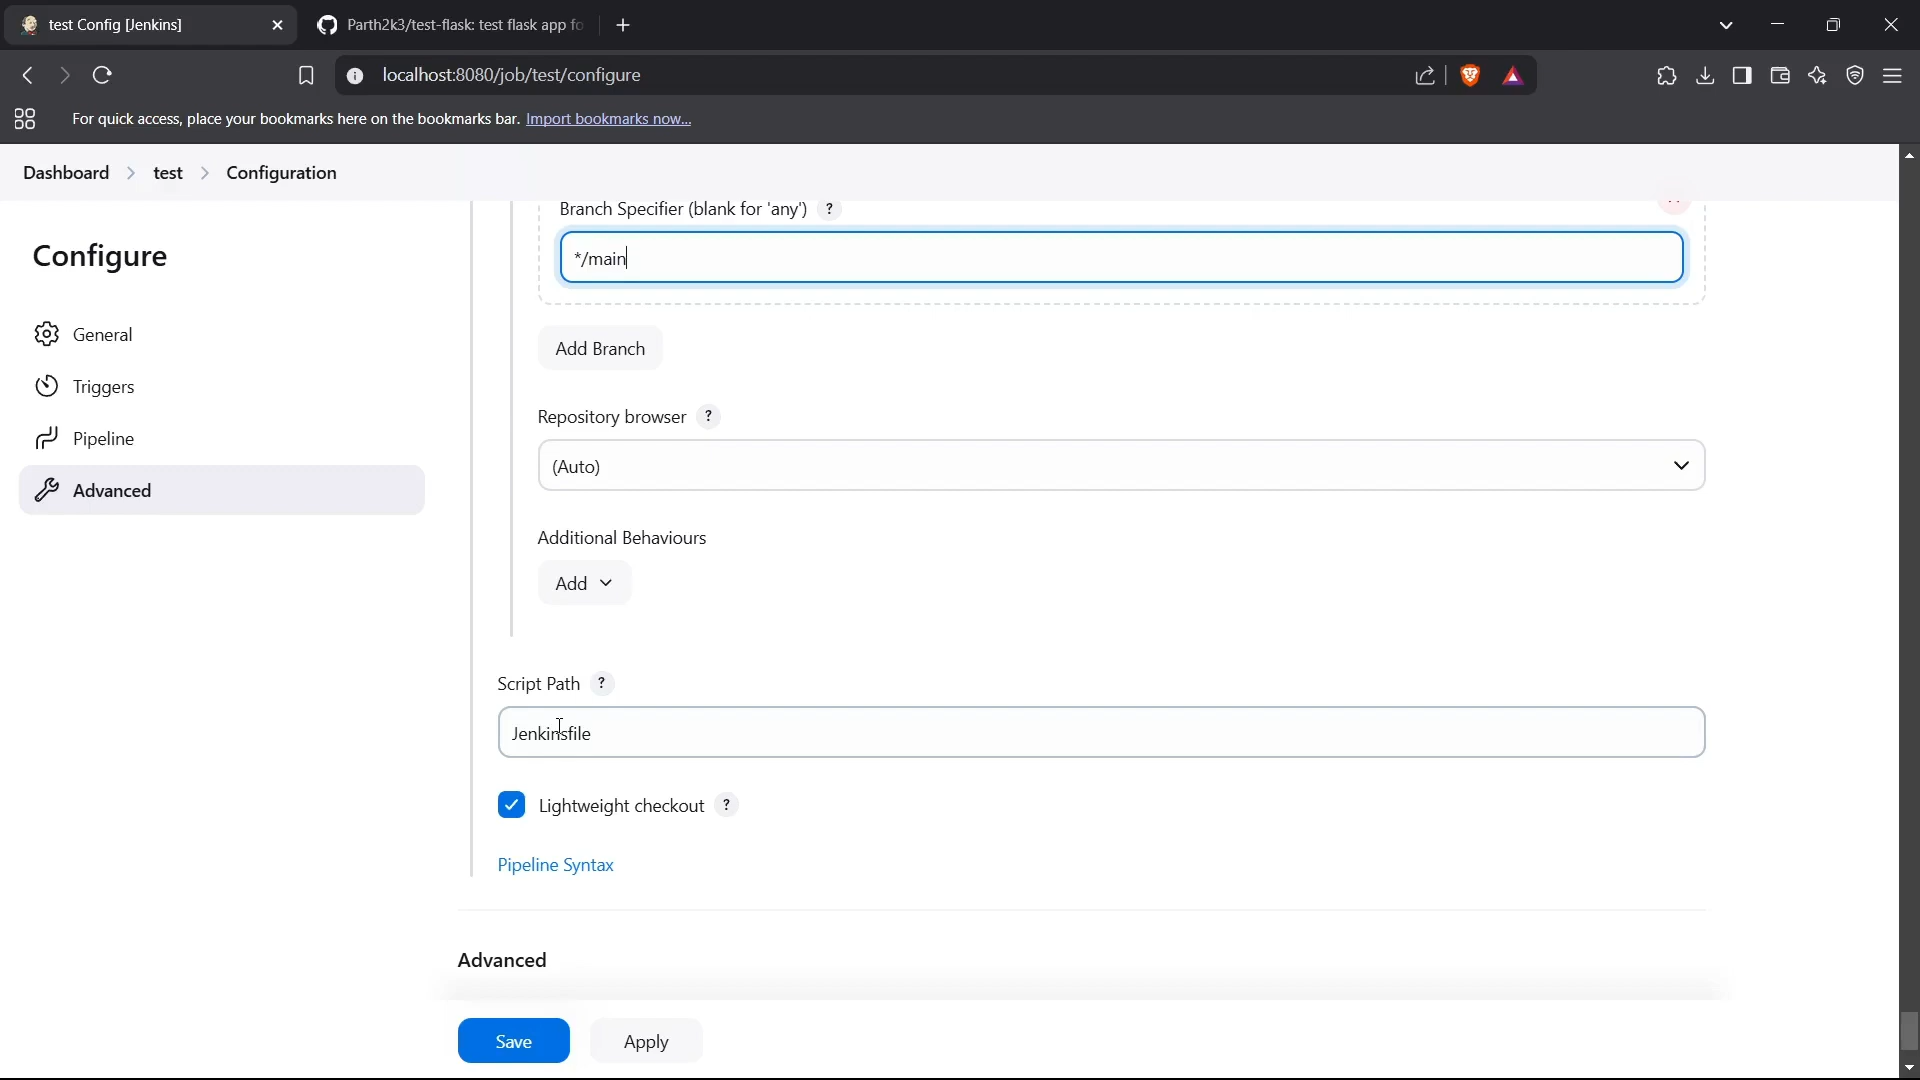 test Config [Jenkins]
Parth2k3/test-flask: test flask app fo
localhost:8080/job/test/configure
For quick access, place your bookmarks here on the bookmarks bar. Import bookmarks now...
Dashboard > test > Configuration
Configure
General
Triggers
Pipeline
Advanced
Branch Specifier (blank for 'any') ?
*/main
Add Branch
Repository browser ?
(Auto)
Additional Behaviours
Add
Script Path ?
Jenkinsfile
Lightweight checkout ?
Pipeline Syntax
Advanced
Save Apply